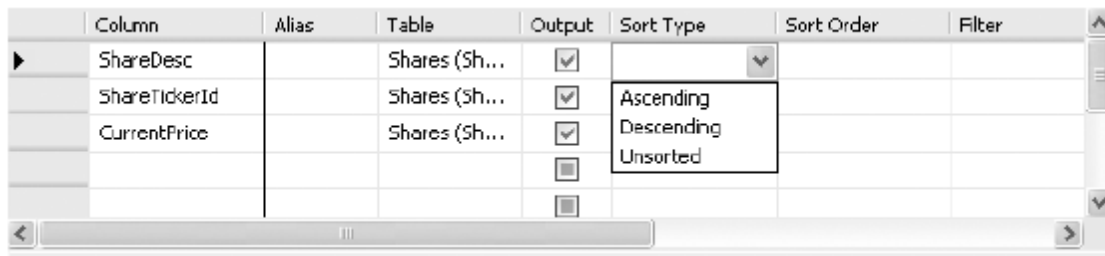 Column Alias Table Output Sort Type Sort Order Filter
ShareDesc Shares (Sh...
ShareTickerId Shares (Sh... Ascending
CurrentPrice Shares (Sh... Descending
Unsorted